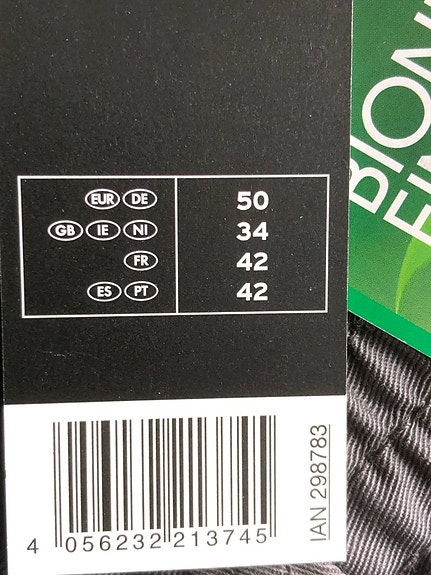 EUR DE 50
GB IE NI 34
FR 42
ES PT 42
4 056232 213745
IAN 298783